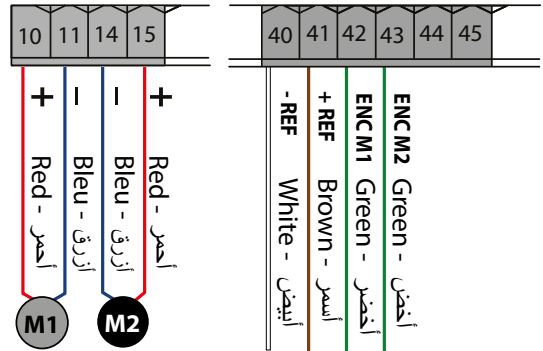 10 11 14 15
40 41 42 43 44 45
+ − − +
Red - أحمر
Bleu - أزرق
Bleu - أزرق
Red - أحمر
M1 M2
- REF
White - أبيض
+ REF
Brown - أسمر
ENC M1
Green - أخضر
ENC M2
Green - أخض